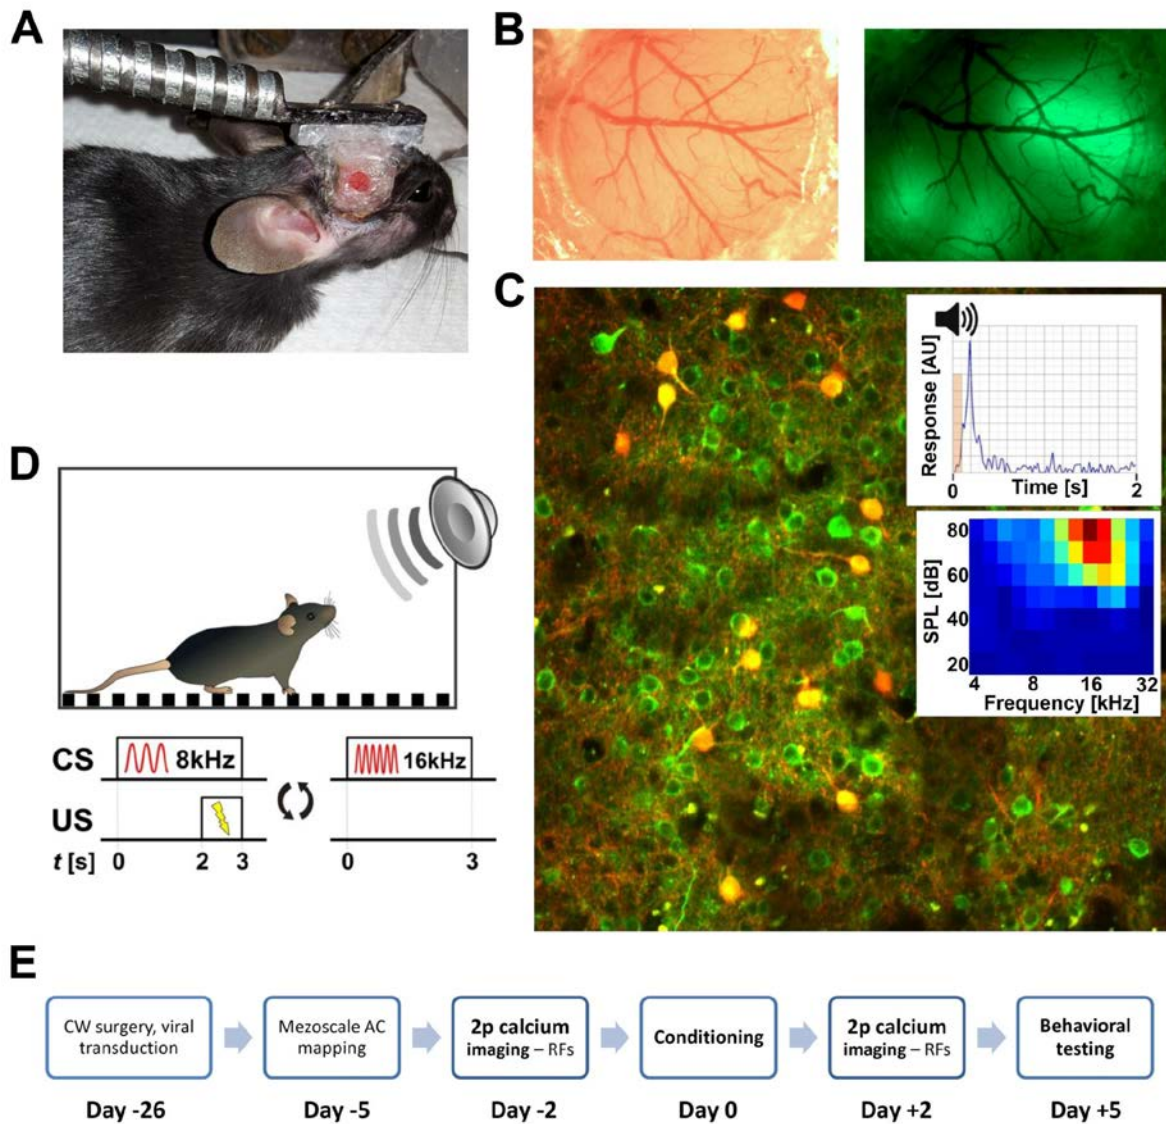 A
B
C
Response [AU]
0
2
Time [s]
80
60
40
20
SPL [dB]
4 8 16 32
Frequency [kHz]
D
CS
8kHz
16kHz
US
t [s] 0 2 3 0 3
E
CW surgery, viral
transduction
Mezoscale AC
mapping
2p calcium
imaging – RFs
Conditioning
2p calcium
imaging – RFs
Behavioral
testing
Day -26
Day -5
Day -2
Day 0
Day +2
Day +5